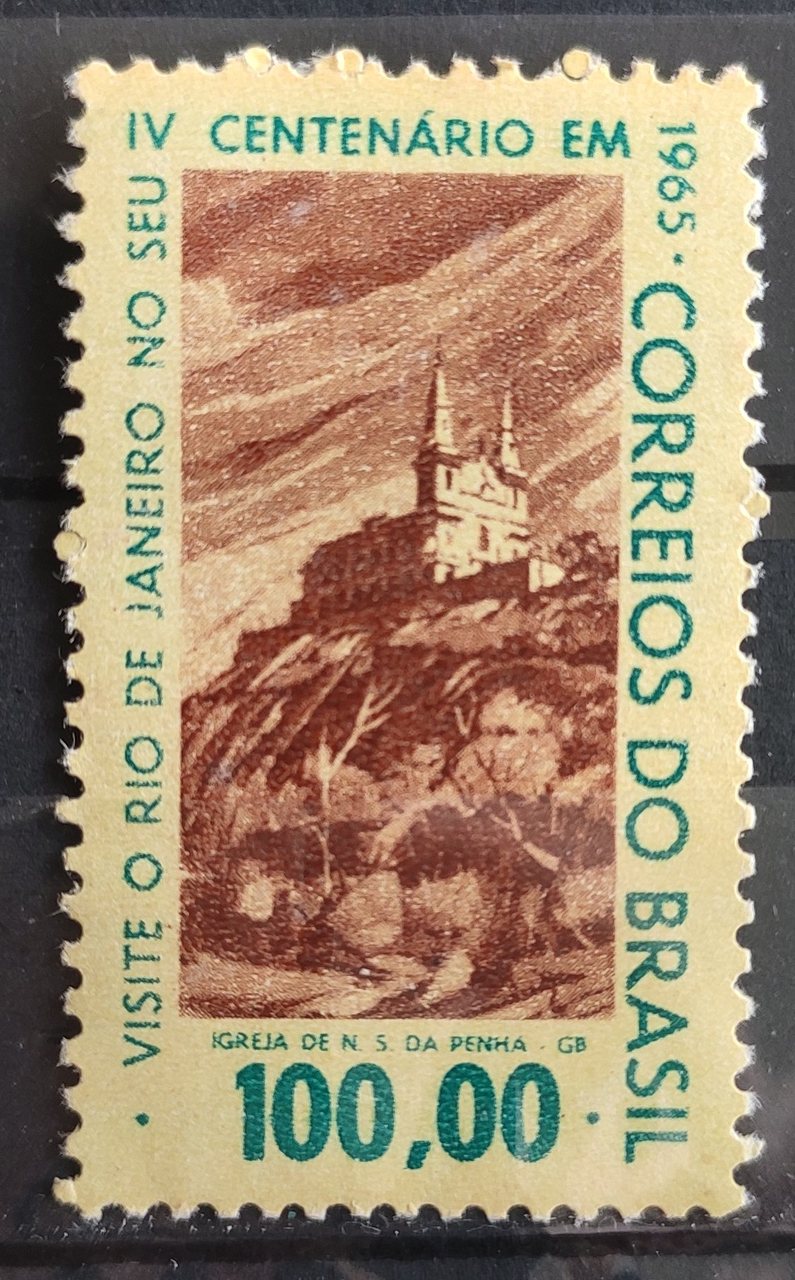 · VISITE O RIO DE JANEIRO NO SEU
IV CENTENÁRIO EM
1965 · CORREIOS DO BRASIL
IGREJA DE N. S. DA PENHA - GB
100,00 ·